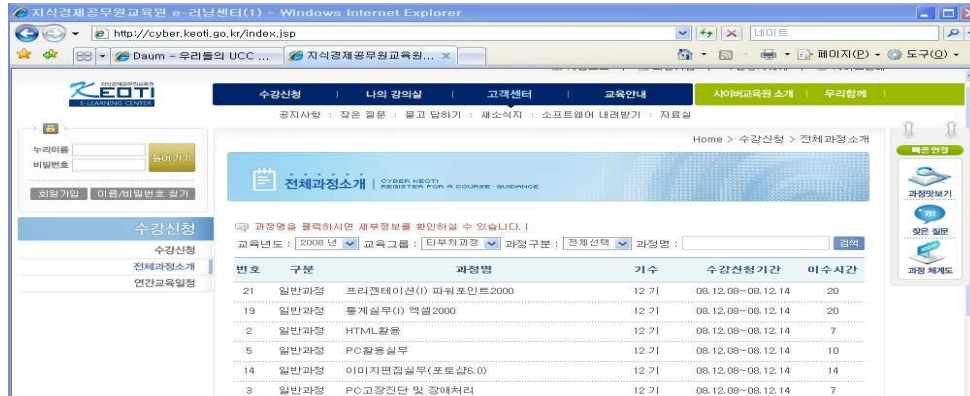 지식경제공무원교육원 e-러닝센터(1) - Windows Internet Explorer
http://cyber.keoti.go.kr/index.jsp
네이트
Daum - 우리들의 UCC ...
지식경제공무원교육원...
페이지(P)
도구(O)
지식경제공무원교육원
KEOTI
E-LEARNING CENTER
수강신청 | 나의 강의실 | 고객센터 | 교육안내
사이버교육원 소개 | 우리함께
공지사항 : 잦은 질문 : 묻고 답하기 : 새소식지 : 소프트웨어 내려받기 : 자료실
Home > 수강신청 > 전체과정소개
누리이름
비밀번호
들어가기
회원가입
이름/비밀번호 찾기
전체과정소개 | CYBER KEOTI
REGISTER FOR A COURSE-GUIDANCE
수강신청
수강신청
전체과정소개
연간교육일정
과정명을 클릭하시면 세부정보를 확인하실 수 있습니다.
교육년도 : 2008 년 교육그룹 : 타부처과정 과정구분 : 전체선택 과정명 : 검색
번호 구분 과정명 기수 수강신청기간 이수시간
21 일반과정 프리젠테이션(I) 파워포인트2000 12 기 08.12.08~08.12.14 20
19 일반과정 통계실무(I) 엑셀2000 12 기 08.12.08~08.12.14 20
2 일반과정 HTML활용 12 기 08.12.08~08.12.14 7
5 일반과정 PC활용실무 12 기 08.12.08~08.12.14 10
14 일반과정 이미지편집실무(포토샵6.0) 12 기 08.12.08~08.12.14 14
3 일반과정 PC고장진단 및 장애처리 12 기 08.12.08~08.12.14 7
빠른 연결
과정맛보기
잦은 질문
과정 체계도